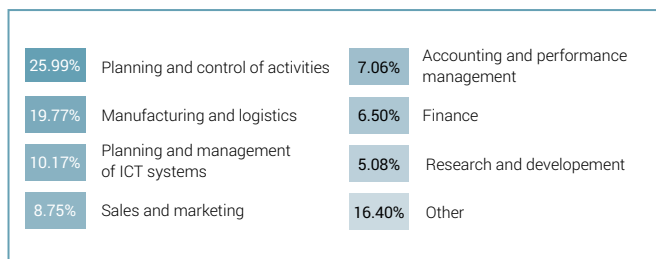 25.99% Planning and control of activities
19.77% Manufacturing and logistics
10.17% Planning and management
of ICT systems
8.75% Sales and marketing
7.06% Accounting and performance
management
6.50% Finance
5.08% Research and developement
16.40% Other